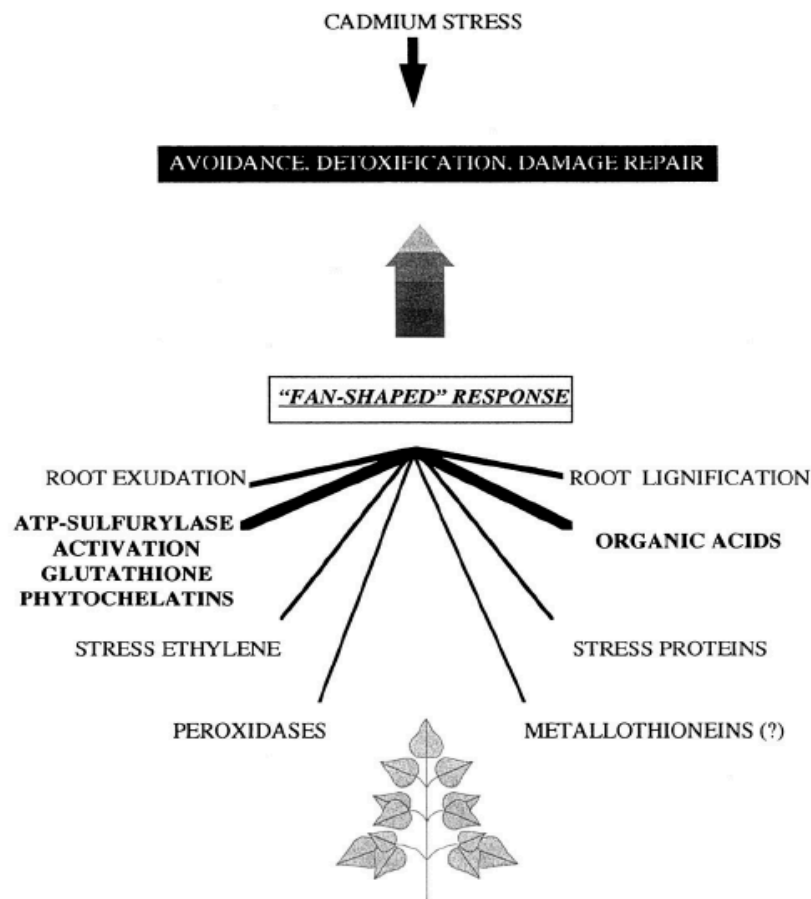 CADMIUM STRESS
AVOIDANCE, DETOXIFICATION, DAMAGE REPAIR
“FAN-SHAPED” RESPONSE
ROOT EXUDATION
ROOT LIGNIFICATION
ATP-SULFURYLASE
ACTIVATION
GLUTATHIONE
PHYTOCHELATINS
ORGANIC ACIDS
STRESS ETHYLENE
STRESS PROTEINS
PEROXIDASES
METALLOTHIONEINS (?)